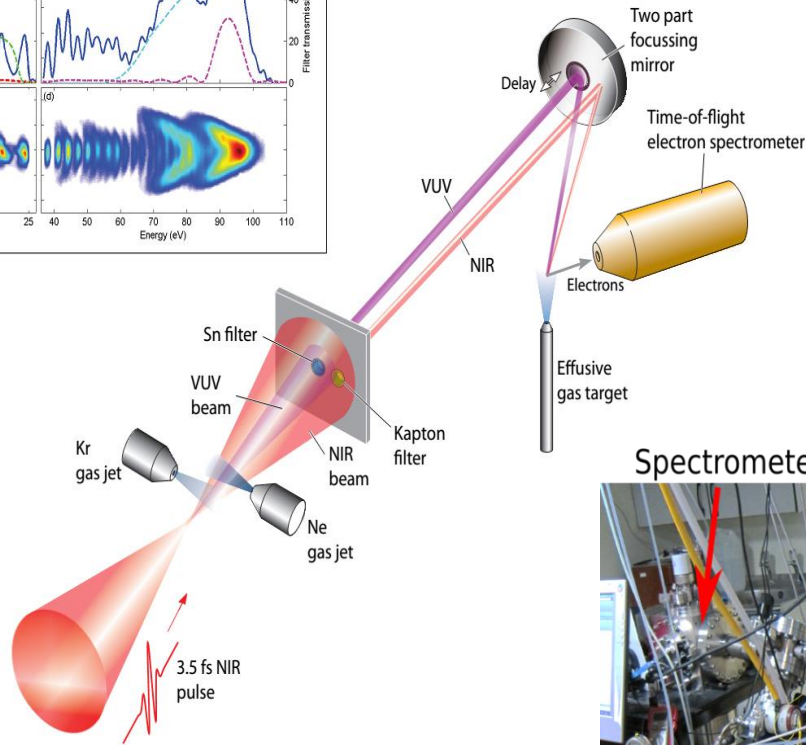 40
20
0
Filter transmiss
(d)
25
40
50
60
70
80
90
100
110
Energy (eV)
Two part
focussing
mirror
Delay
Time-of-flight
electron spectrometer
VUV
NIR
Electrons
Sn filter
Effusive
gas target
VUV
beam
Kapton
filter
NIR
beam
Kr
gas jet
Ne
gas jet
Spectromete
3.5 fs NIR
pulse